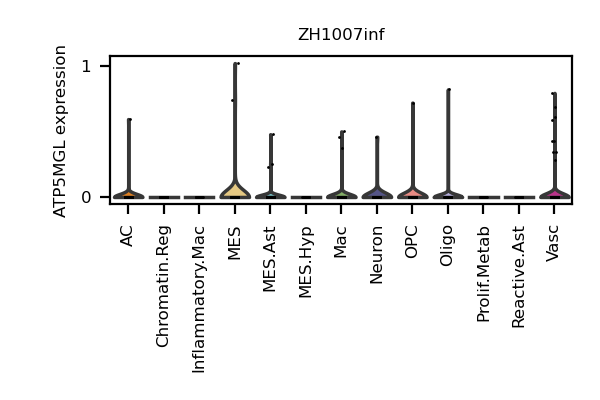 ZH1007inf
ATP5MGL expression
1
0
AC
Chromatin.Reg
Inflammatory.Mac
MES
MES.Ast
MES.Hyp
Mac
Neuron
OPC
Oligo
Prolif.Metab
Reactive.Ast
Vasc